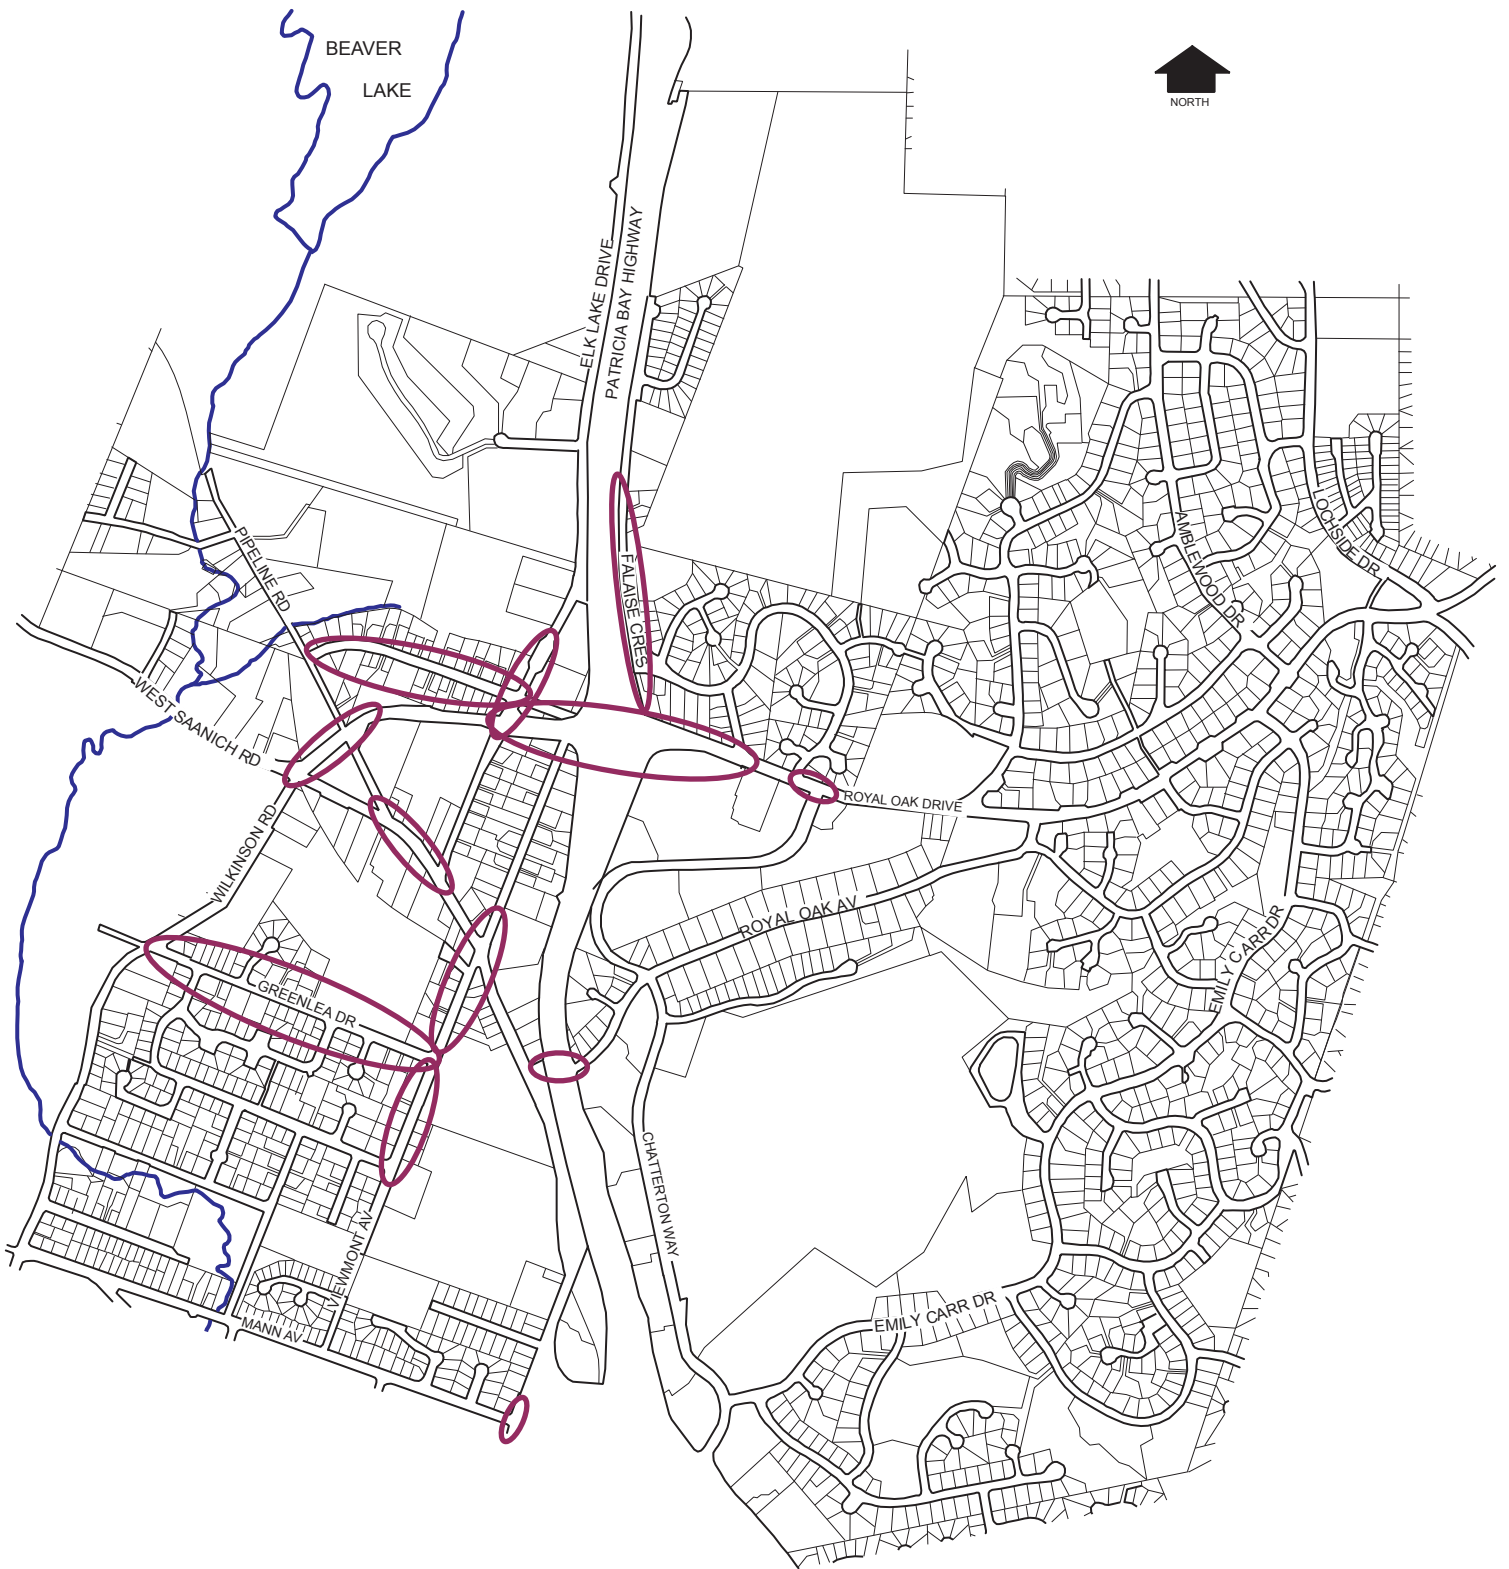 BEAVER
LAKE
NORTH
ELK LAKE DRIVE
PATRICIA BAY HIGHWAY
PIPELINE RD
FALAISE CRES
AMBLEWOOD DR
LOCHSIDE DR
WEST SAANICH RD
WILKINSON RD
ROYAL OAK DRIVE
ROYAL OAK AV
GREENLEA DR
EMILY CARR DR
CHATTERTON WAY
VIEWMONT AV
MANN AV
EMILY CARR DR